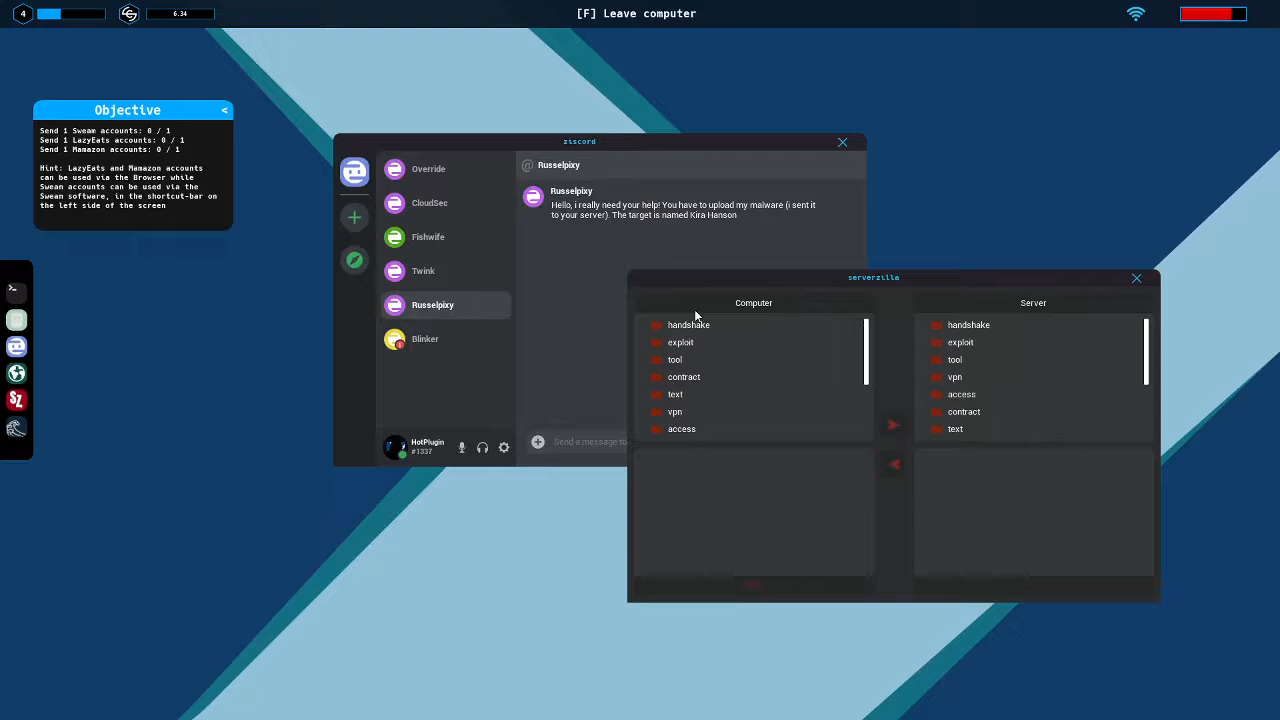 4
6.34
[F] Leave computer
Objective <
Send 1 Sweam accounts: 0 / 1
Send 1 LazyEats accounts: 0 / 1
Send 1 Mamazon accounts: 0 / 1
Hint: LazyEats and Mamazon accounts
can be used via the Browser while
Swean accounts can be used via the
Swean software, in the shortcut-bar on
the left side of the screen
ziscord
Override
CloudSec
Fishwife
Twink
Russelpixy
Blinker
HotPlugin
#1337
@ Russelpixy
Russelpixy
Hello, i really need your help! You have to upload my malware (i sent it
to your server). The target is named Kira Hanson
Send a message to
serverzilla
Computer
handshake
exploit
tool
contract
text
vpn
access
Server
handshake
exploit
tool
vpn
access
contract
text
SZ